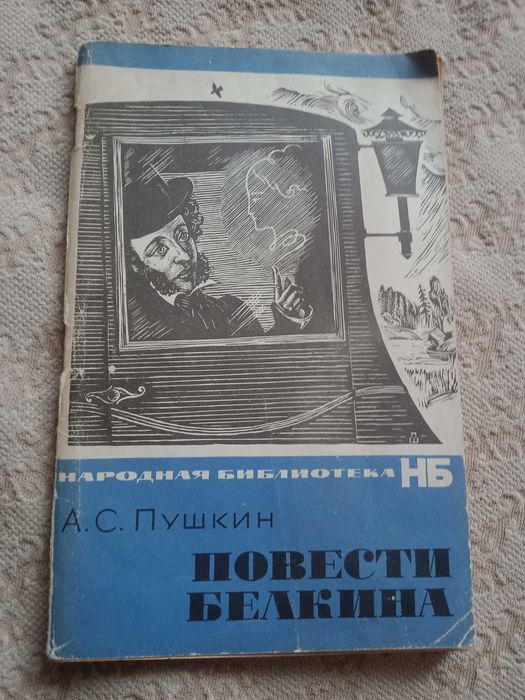 НАРОДНАЯ БИБЛИОТЕКА НБ
А. С. ПУШКИН
ПОВЕСТИ
БЕЛКИНА